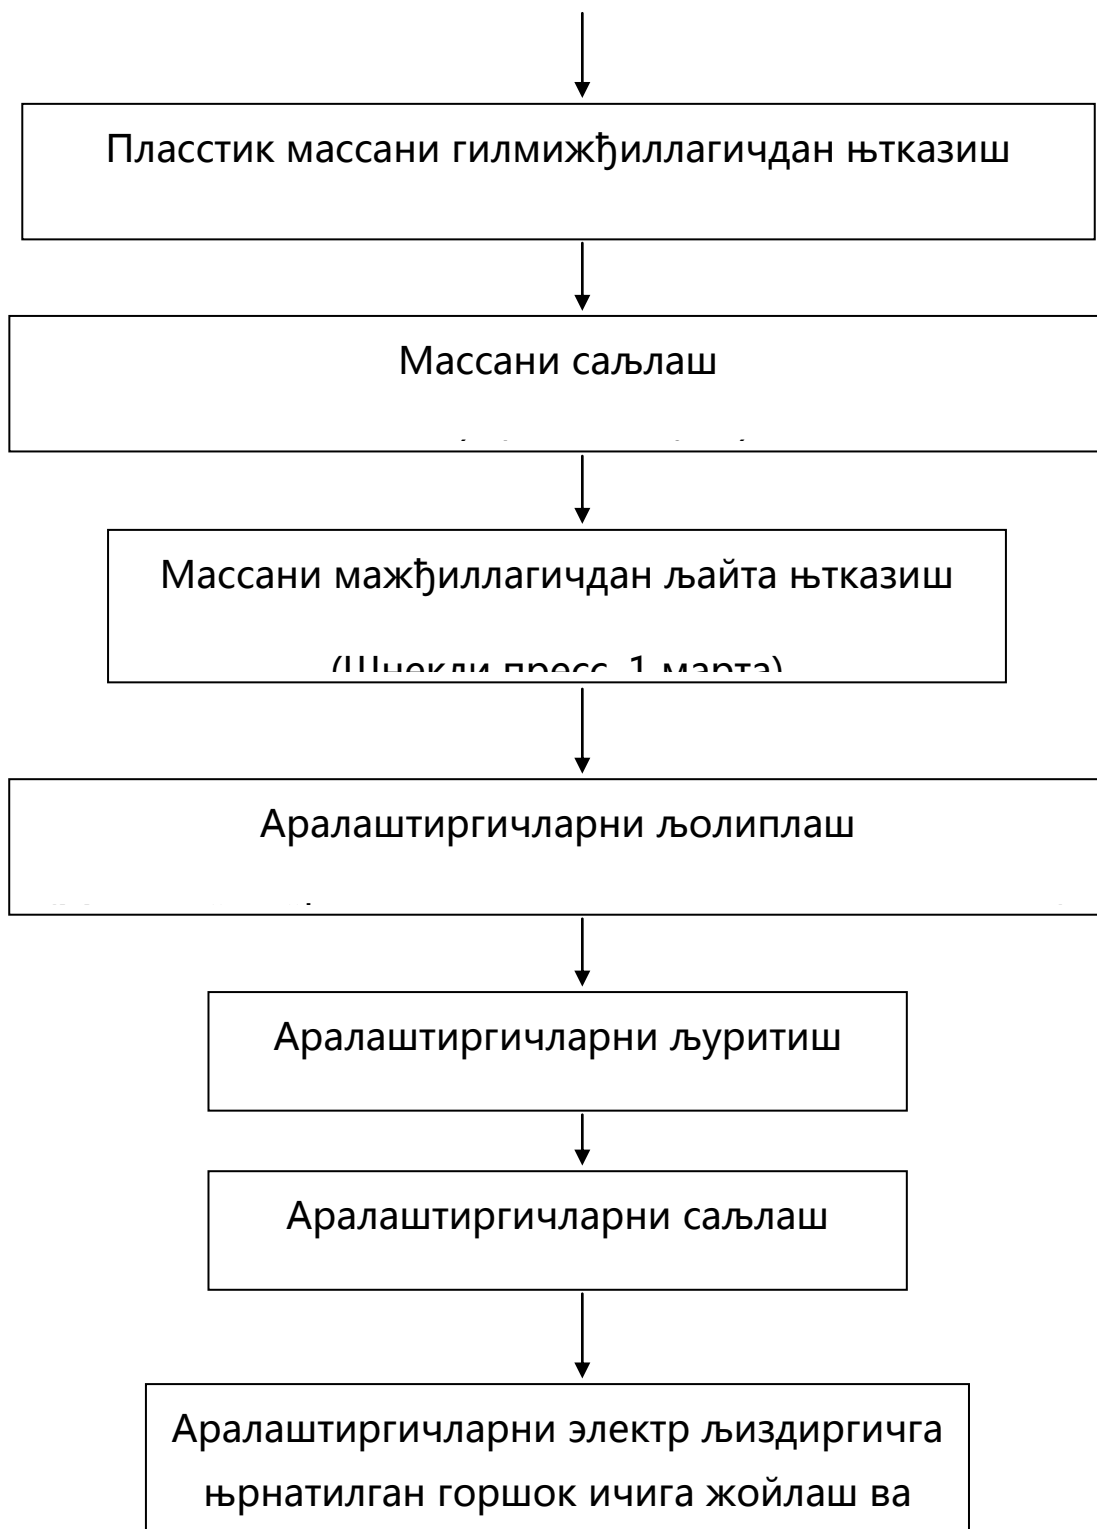 Пласстик массани гилмижђиллагичдан њтказиш
Массани саљлаш
Массани мажђиллагичдан љайта њтказиш
(Шнекли пресс, 1 марта)
Аралаштиргичларни љолиплаш
Аралаштиргичларни љуритиш
Аралаштиргичларни саљлаш
Аралаштиргичларни электр љиздиргичга
њрнатилган горшок ичига жойлаш ва